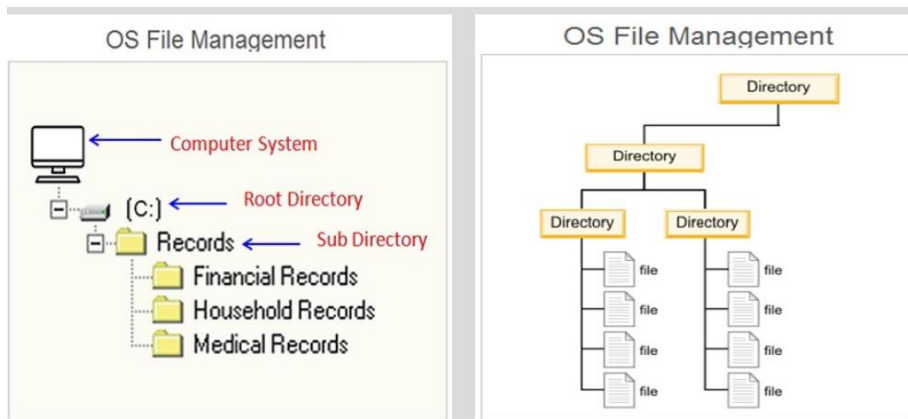 OS File Management
Computer System
(C:)
Root Directory
Records
Sub Directory
Financial Records
Household Records
Medical Records
OS File Management
Directory
Directory
Directory
Directory
file
file
file
file
file
file
file
file